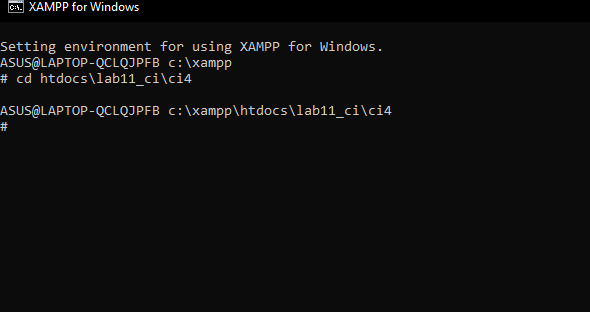 XAMPP for Windows
Setting environment for using XAMPP for Windows.
ASUS@LAPTOP-QCLQJPFB c:\xampp
# cd htdocs\lab11_ci\ci4
ASUS@LAPTOP-QCLQJPFB c:\xampp\htdocs\lab11_ci\ci4
#